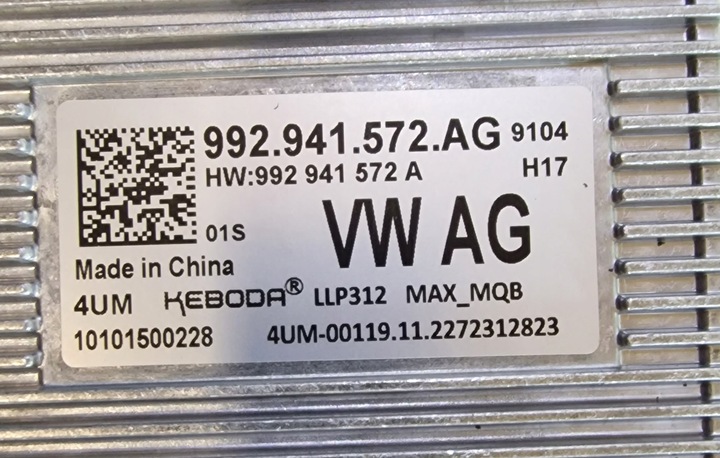 992.941.572.AG 9104
HW:992 941 572 A H17
01S VW AG
Made in China
4UM KEBODA® LLP312 MAX_MQB
10101500228 4UM-00119.11.2272312823